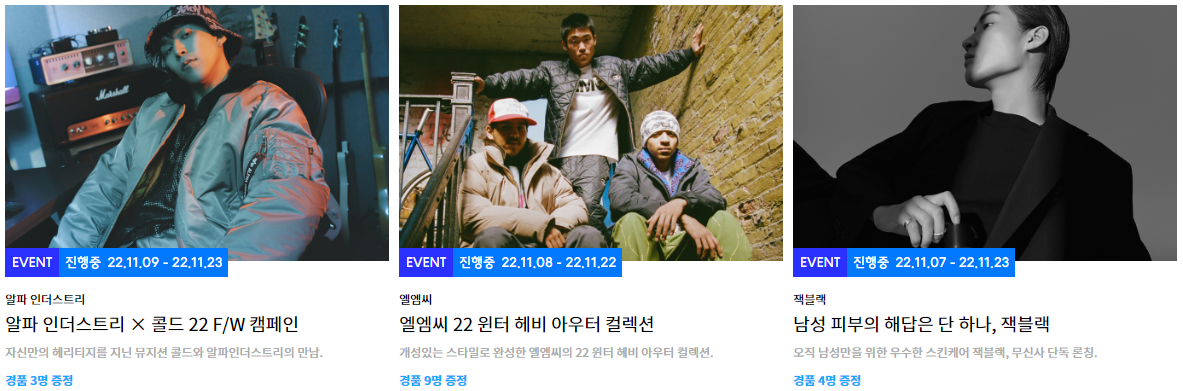 Marshall
EVENT 진행중 22.11.09 - 22.11.23
알파 인더스트리
알파 인더스트리 × 콜드 22 F/W 캠페인
자신만의 헤리티지를 지닌 뮤지션 콜드와 알파인더스트리의 만남.
경품 3명 증정
EVENT 진행중 22.11.08 - 22.11.22
엘엠씨
엘엠씨 22 윈터 헤비 아우터 컬렉션
개성있는 스타일로 완성한 엘엠씨의 22 윈터 헤비 아우터 컬렉션.
경품 9명 증정
EVENT 진행중 22.11.07 - 22.11.23
잭블랙
남성 피부의 해답은 단 하나, 잭블랙
오직 남성만을 위한 우수한 스킨케어 잭블랙, 무신사 단독 론칭.
경품 4명 증정